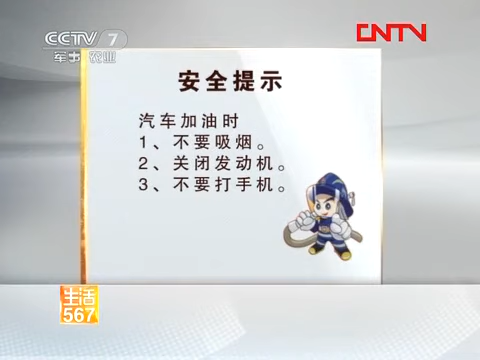 CCTV 7
军事 农业
CNTV
安全提示
汽车加油时
1、不要吸烟。
2、关闭发动机。
3、不要打手机。
生活
567